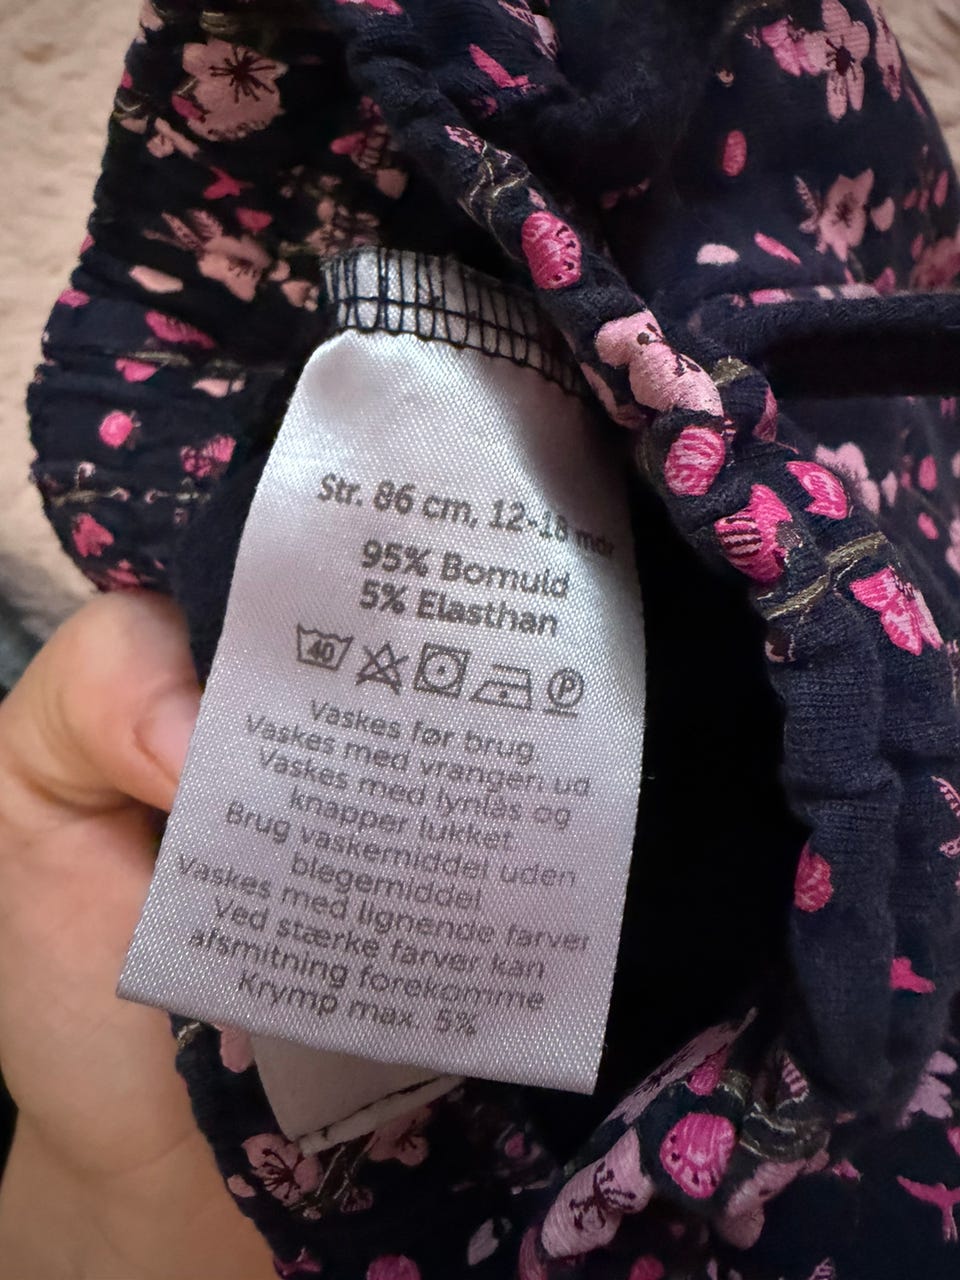 Str. 86 cm, 12-18 mdr
95% Bomuld
5% Elasthan
40 P
Vaskes før brug.
Vaskes med vrangen ud
Vaskes med lynlås og
knapper lukket
Brug vaskemiddel uden
blegemiddel
Vaskes med lignende farver
Ved stærke farver kan
afsmitning forekomme
Krymp max. 5%